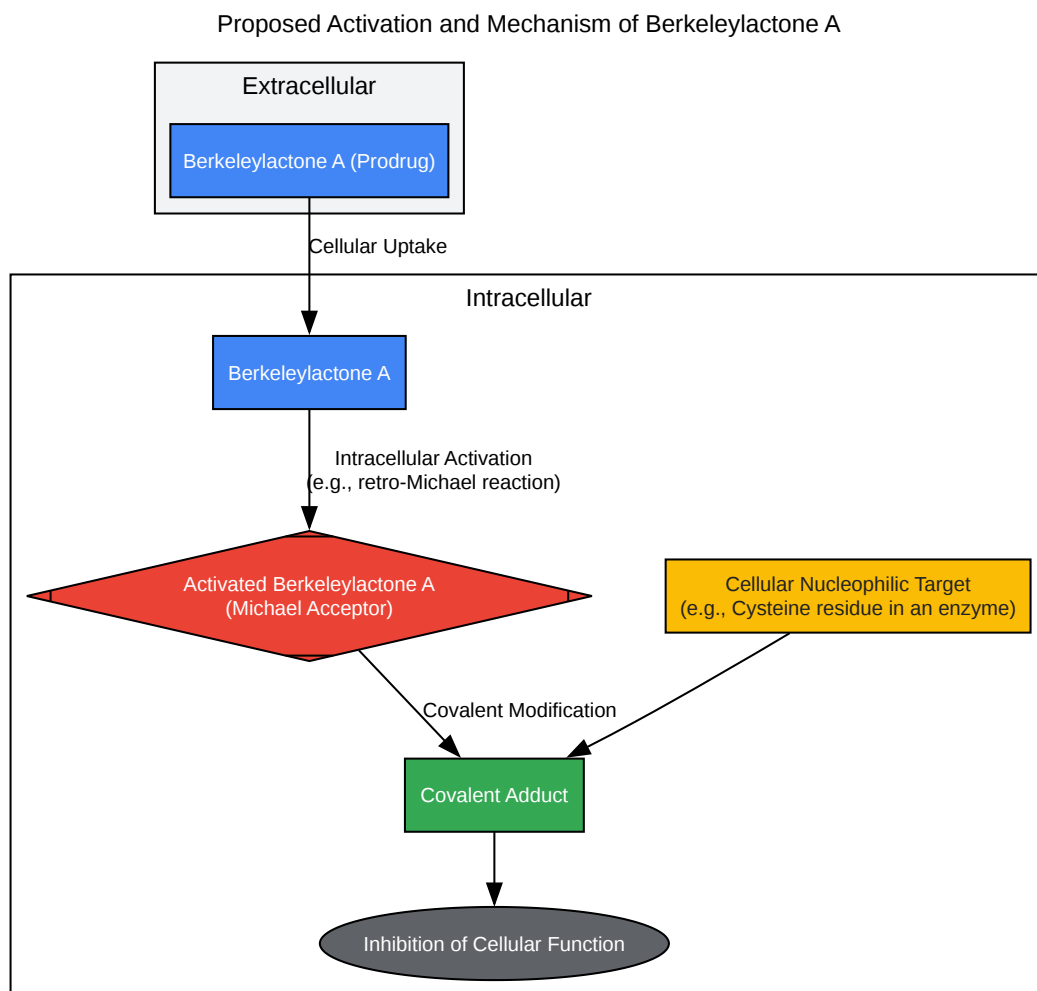 Proposed Activation and Mechanism of Berkeleylactone A
Extracellular
Berkeleylactone A (Prodrug)
Cellular Uptake
Intracellular
Berkeleylactone A
Intracellular Activation
(e.g., retro-Michael reaction)
Activated Berkeleylactone A
(Michael Acceptor)
Cellular Nucleophilic Target
(e.g., Cysteine residue in an enzyme)
Covalent Modification
Covalent Adduct
Inhibition of Cellular Function